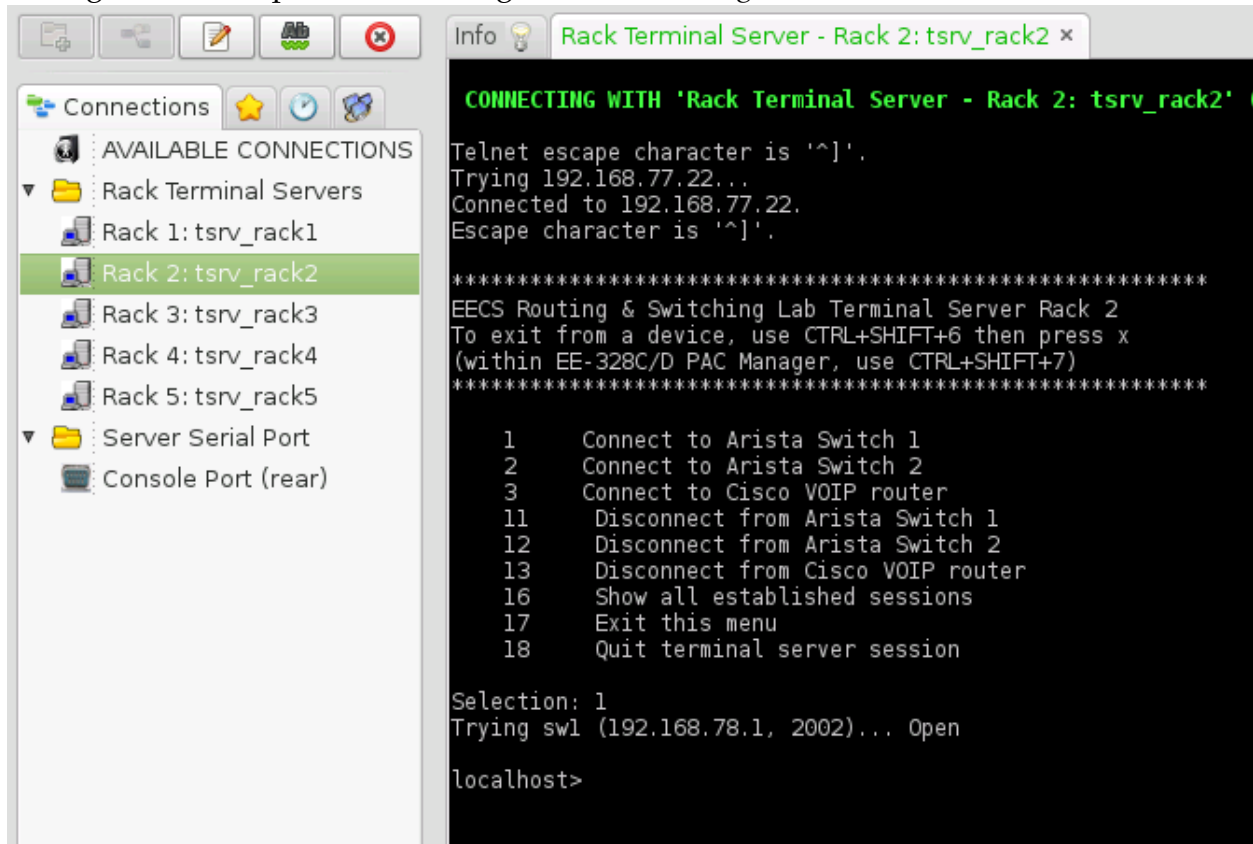 Info
Rack Terminal Server - Rack 2: tsrv_rack2 ×
Connections
AVAILABLE CONNECTIONS
Rack Terminal Servers
Rack 1: tsrv_rack1
Rack 2: tsrv_rack2
Rack 3: tsrv_rack3
Rack 4: tsrv_rack4
Rack 5: tsrv_rack5
Server Serial Port
Console Port (rear)
CONNECTING WITH 'Rack Terminal Server - Rack 2: tsrv_rack2' (
Telnet escape character is '^]'.
Trying 192.168.77.22...
Connected to 192.168.77.22.
Escape character is '^]'.
**********************************************************
EECS Routing & Switching Lab Terminal Server Rack 2
To exit from a device, use CTRL+SHIFT+6 then press x
(within EE-328C/D PAC Manager, use CTRL+SHIFT+7)
**********************************************************
1 Connect to Arista Switch 1
2 Connect to Arista Switch 2
3 Connect to Cisco VOIP router
11 Disconnect from Arista Switch 1
12 Disconnect from Arista Switch 2
13 Disconnect from Cisco VOIP router
16 Show all established sessions
17 Exit this menu
18 Quit terminal server session
Selection: 1
Trying sw1 (192.168.78.1, 2002)... Open
localhost>